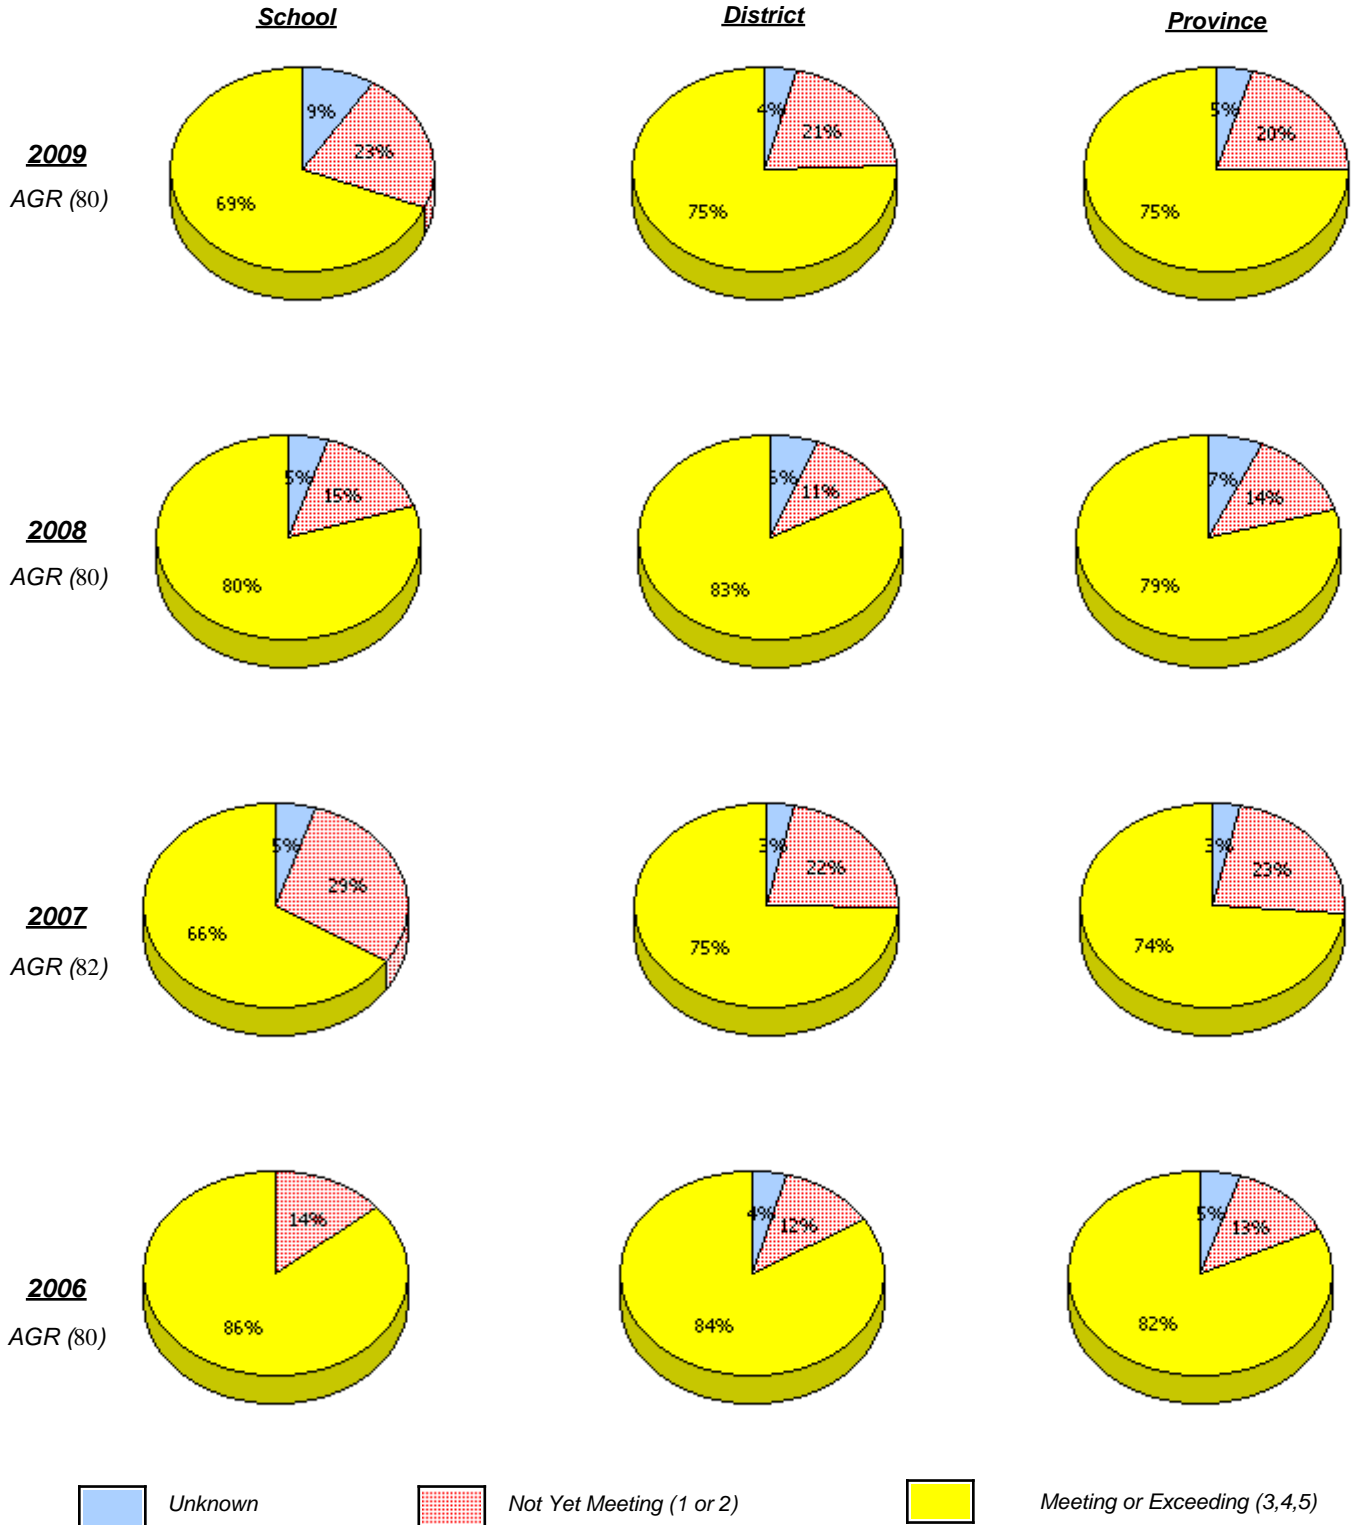 School District Province
9% 23% 69%
4% 21% 75%
5% 20% 75%
2009
AGR (80)
5% 15% 80%
11% 83%
7% 14% 79%
2008
AGR (80)
5% 29% 66%
3% 22% 75%
3% 23% 74%
2007
AGR (82)
14% 86%
4% 12% 84%
5% 13% 82%
2006
AGR (80)
Unknown Not Yet Meeting (1 or 2) Meeting or Exceeding (3,4,5)